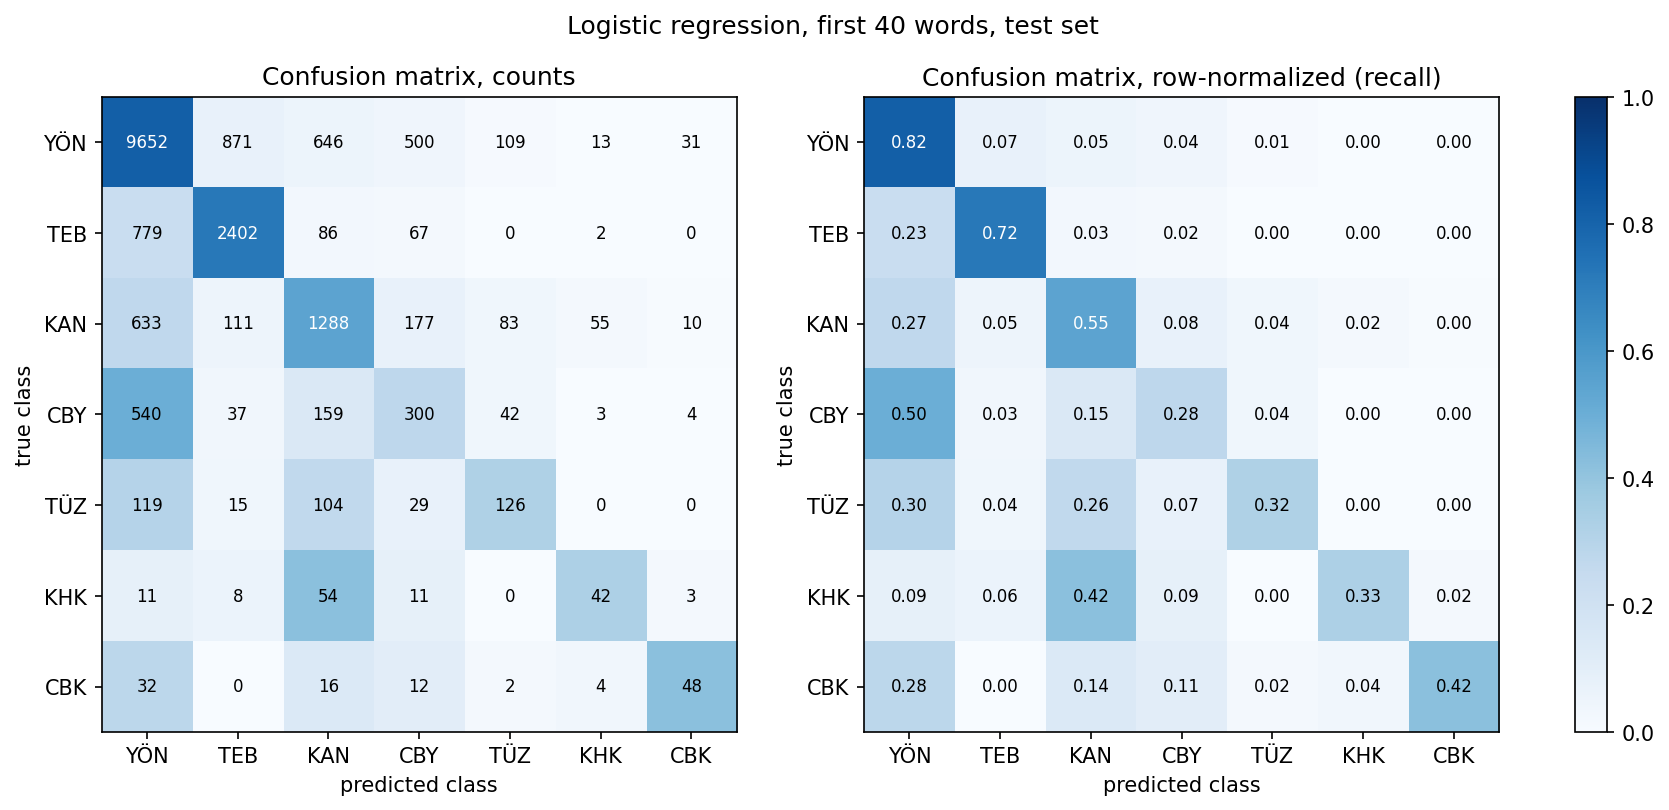 Logistic regression, first 40 words, test set
Confusion matrix, counts
YÖN 9652 871 646 500 109 13 31
TEB 779 2402 86 67 0 2 0
KAN 633 111 1288 177 83 55 10
CBY 540 37 159 300 42 3 4
TÜZ 119 15 104 29 126 0 0
KHK 11 8 54 11 0 42 3
CBK 32 0 16 12 2 4 48
YÖN TEB KAN CBY TÜZ KHK CBK
predicted class
true class
Confusion matrix, row-normalized (recall)
YÖN 0.82 0.07 0.05 0.04 0.01 0.00 0.00
TEB 0.23 0.72 0.03 0.02 0.00 0.00 0.00
KAN 0.27 0.05 0.55 0.08 0.04 0.02 0.00
CBY 0.50 0.03 0.15 0.28 0.04 0.00 0.00
TÜZ 0.30 0.04 0.26 0.07 0.32 0.00 0.00
KHK 0.09 0.06 0.42 0.09 0.00 0.33 0.02
CBK 0.28 0.00 0.14 0.11 0.02 0.04 0.42
YÖN TEB KAN CBY TÜZ KHK CBK
predicted class
true class
1.0
0.8
0.6
0.4
0.2
0.0